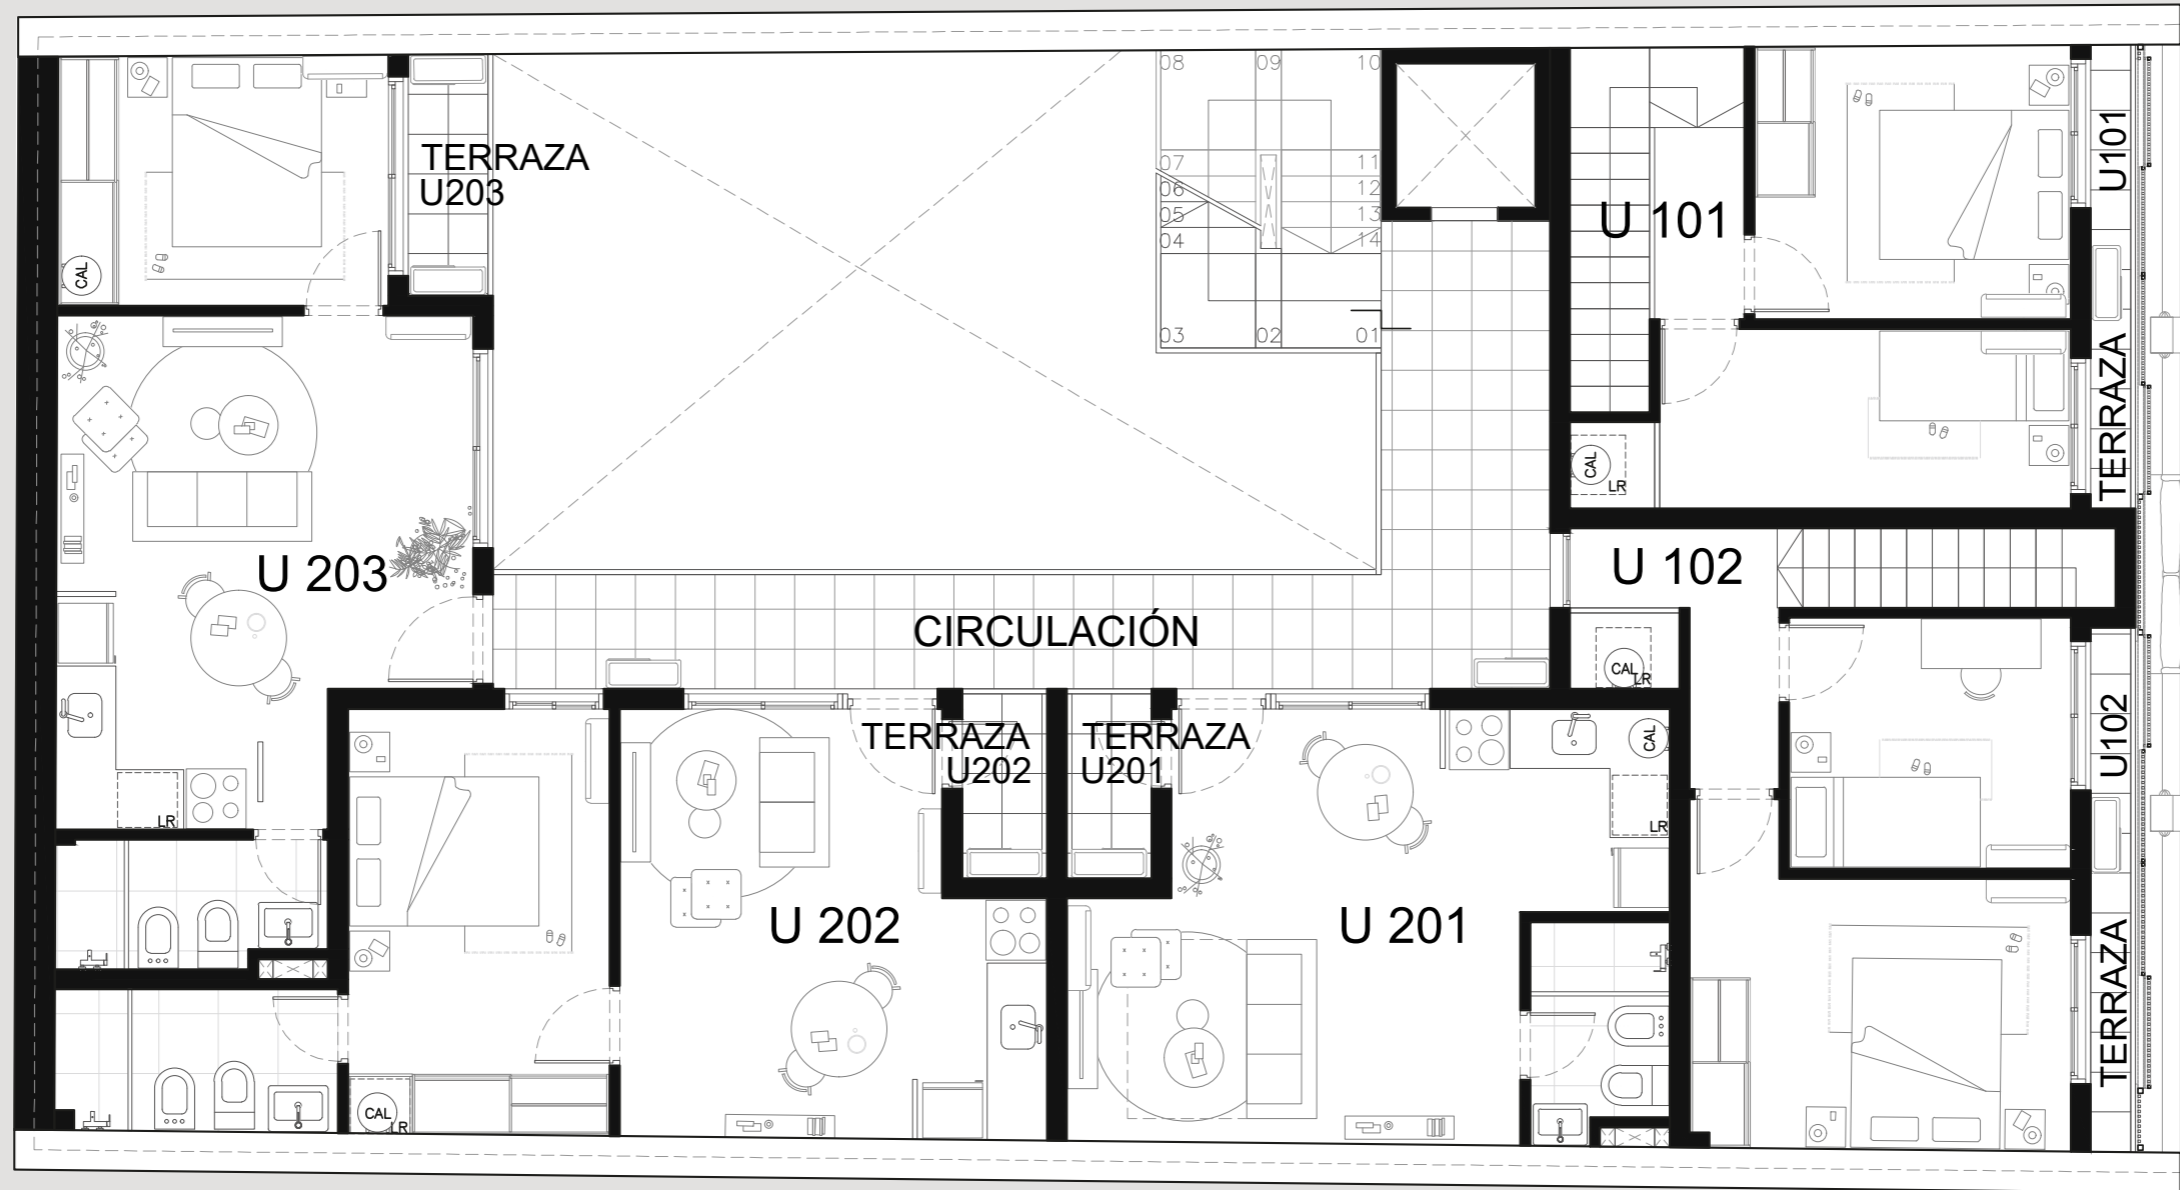 08 09 10
TERRAZA
U203
07 11
06 12
05 13
04 14
03 02 01
CAL
U 101
U101
TERRAZA
CAL
LR
U 203
U 102
CIRCULACIÓN
CAL
LR
TERRAZA
U202
TERRAZA
U201
CAL
LR
LR
U102
TERRAZA
U 202
U 201
CAL
LR